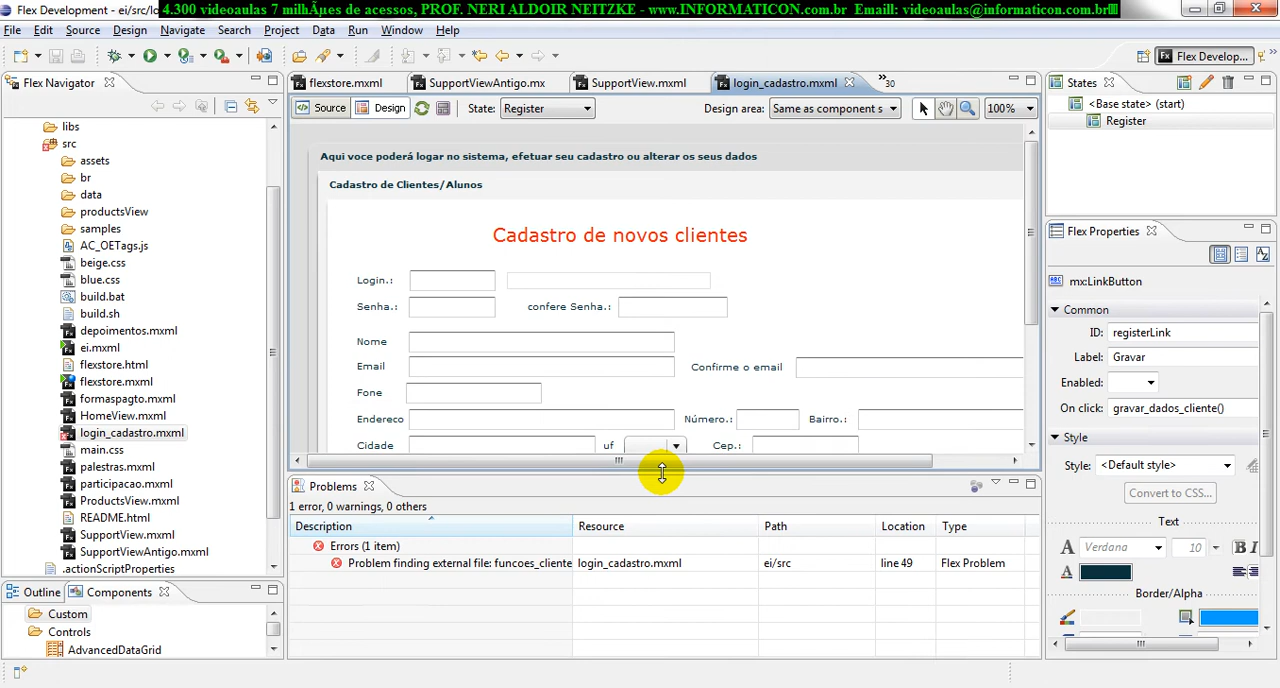 Flex Development - ei/src/lo
4.300 videoaulas 7 milhÃµes de acessos, PROF. NERI ALDOIR NEITZKE - www.INFORMATICON.com.br Emaill: videoaulas@informaticon.com.br
File Edit Source Design Navigate Search Project Data Run Window Help
Flex Develop...
Flex Navigator
libs
src
assets
br
data
productsView
samples
AC_OETags.js
beige.css
blue.css
build.bat
build.sh
depoimentos.mxml
ei.mxml
flexstore.html
flexstore.mxml
formaspagto.mxml
HomeView.mxml
login_cadastro.mxml
main.css
palestras.mxml
participacao.mxml
ProductsView.mxml
README.html
SupportView.mxml
SupportViewAntigo.mxml
.actionScriptProperties
Outline Components
Custom
Controls
AdvancedDataGrid
flexstore.mxml SupportViewAntigo.mx SupportView.mxml login_cadastro.mxml »30
Source Design State: Register Design area: Same as component s 100%
Aqui voce poderá logar no sistema, efetuar seu cadastro ou alterar os seus dados
Cadastro de Clientes/Alunos
Cadastro de novos clientes
Login.:
Senha.: confere Senha.:
Nome
Email Confirme o email
Fone
Endereco Número.: Bairro.:
Cidade uf Cep.:
Problems
1 error, 0 warnings, 0 others
Description Resource Path Location Type
Errors (1 item)
Problem finding external file: funcoes_cliente login_cadastro.mxml ei/src line 49 Flex Problem
States
<Base state> (start)
Register
Flex Properties
mx:LinkButton
Common
ID: registerLink
Label: Gravar
Enabled:
On click: gravar_dados_cliente()
Style
Style: <Default style>
Convert to CSS...
Text
A Verdana 10 B I
A
Border/Alpha